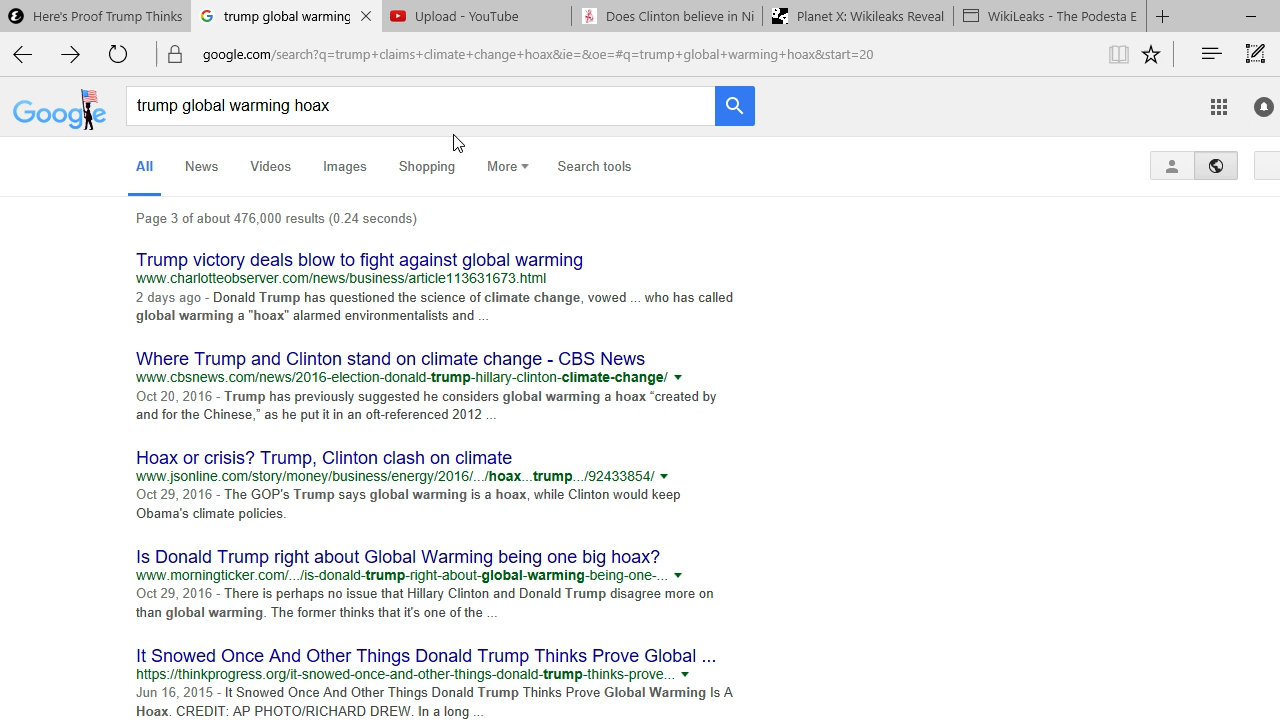 Here's Proof Trump Thinks
trump global warming
Upload - YouTube
Does Clinton believe in Ni
Planet X: Wikileaks Reveal
WikiLeaks - The Podesta E
google.com/search?q=trump+claims+climate+change+hoax&ie=&oe=#q=trump+global+warming+hoax&start=20
Google
trump global warming hoax
All News Videos Images Shopping More Search tools
Page 3 of about 476,000 results (0.24 seconds)
Trump victory deals blow to fight against global warming
www.charlotteobserver.com/news/business/article113631673.html
2 days ago - Donald Trump has questioned the science of climate change, vowed ... who has called
global warming a "hoax" alarmed environmentalists and ...
Where Trump and Clinton stand on climate change - CBS News
www.cbsnews.com/news/2016-election-donald-trump-hillary-clinton-climate-change/
Oct 20, 2016 - Trump has previously suggested he considers global warming a hoax “created by
and for the Chinese,” as he put it in an oft-referenced 2012 ...
Hoax or crisis? Trump, Clinton clash on climate
www.jsonline.com/story/money/business/energy/2016/.../hoax...trump.../92433854/
Oct 29, 2016 - The GOP's Trump says global warming is a hoax, while Clinton would keep
Obama's climate policies.
Is Donald Trump right about Global Warming being one big hoax?
www.morningticker.com/.../is-donald-trump-right-about-global-warming-being-one-...
Oct 29, 2016 - There is perhaps no issue that Hillary Clinton and Donald Trump disagree more on
than global warming. The former thinks that it's one of the ...
It Snowed Once And Other Things Donald Trump Thinks Prove Global ...
https://thinkprogress.org/it-snowed-once-and-other-things-donald-trump-thinks-prove...
Jun 16, 2015 - It Snowed Once And Other Things Donald Trump Thinks Prove Global Warming Is A
Hoax. CREDIT: AP PHOTO/RICHARD DREW. In a long ...